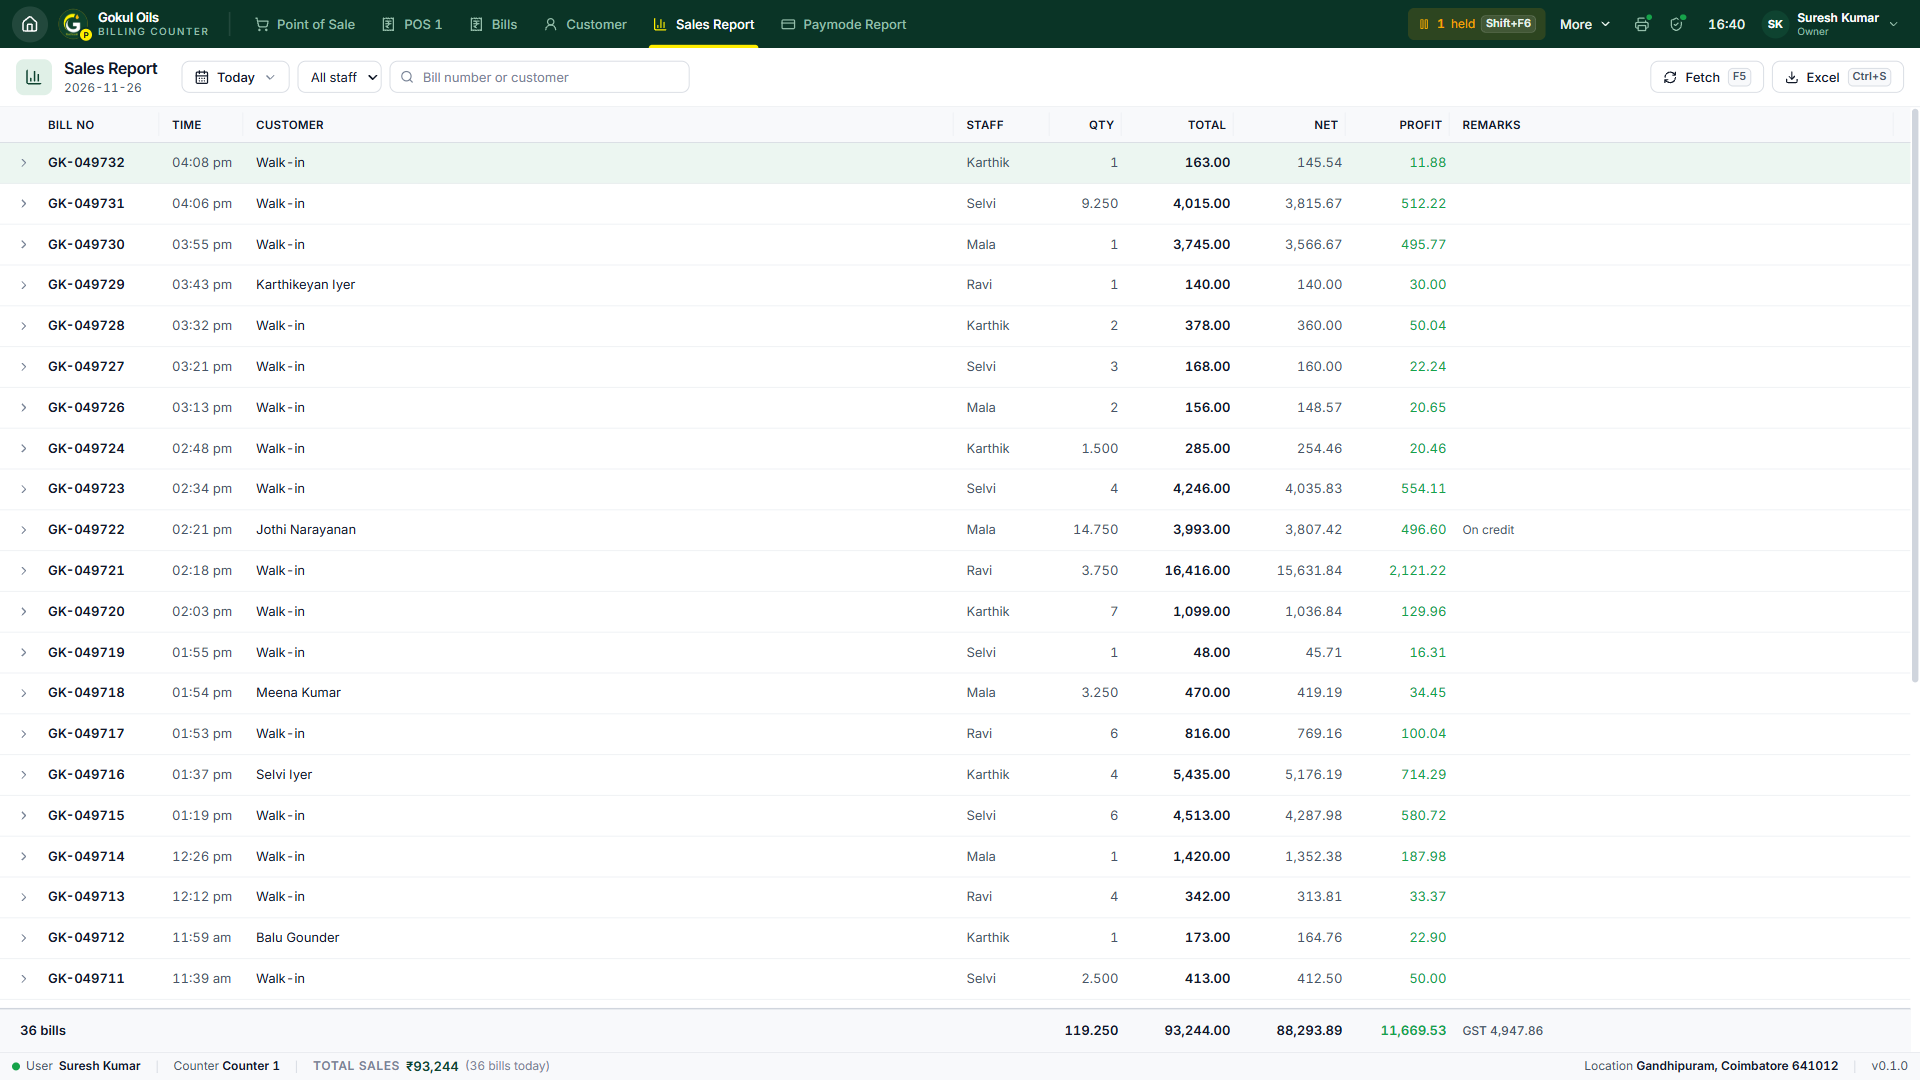 Gokul Oils
BILLING COUNTER
Point of Sale
POS 1
Bills
Customer
Sales Report
Paymode Report
1 held Shift+F6
More
16:40
SK
Suresh Kumar
Owner
Sales Report
2026-11-26
Today
All staff
Bill number or customer
Fetch F5
Excel Ctrl+S
BILL NO TIME CUSTOMER STAFF QTY TOTAL NET PROFIT REMARKS
GK-049732 04:08 pm Walk-in Karthik 1 163.00 145.54 11.88
GK-049731 04:06 pm Walk-in Selvi 9.250 4,015.00 3,815.67 512.22
GK-049730 03:55 pm Walk-in Mala 1 3,745.00 3,566.67 495.77
GK-049729 03:43 pm Karthikeyan Iyer Ravi 1 140.00 140.00 30.00
GK-049728 03:32 pm Walk-in Karthik 2 378.00 360.00 50.04
GK-049727 03:21 pm Walk-in Selvi 3 168.00 160.00 22.24
GK-049726 03:13 pm Walk-in Mala 2 156.00 148.57 20.65
GK-049724 02:48 pm Walk-in Karthik 1.500 285.00 254.46 20.46
GK-049723 02:34 pm Walk-in Selvi 4 4,246.00 4,035.83 554.11
GK-049722 02:21 pm Jothi Narayanan Mala 14.750 3,993.00 3,807.42 496.60 On credit
GK-049721 02:18 pm Walk-in Ravi 3.750 16,416.00 15,631.84 2,121.22
GK-049720 02:03 pm Walk-in Karthik 7 1,099.00 1,036.84 129.96
GK-049719 01:55 pm Walk-in Selvi 1 48.00 45.71 16.31
GK-049718 01:54 pm Meena Kumar Mala 3.250 470.00 419.19 34.45
GK-049717 01:53 pm Walk-in Ravi 6 816.00 769.16 100.04
GK-049716 01:37 pm Selvi Iyer Karthik 4 5,435.00 5,176.19 714.29
GK-049715 01:19 pm Walk-in Selvi 6 4,513.00 4,287.98 580.72
GK-049714 12:26 pm Walk-in Mala 1 1,420.00 1,352.38 187.98
GK-049713 12:12 pm Walk-in Ravi 4 342.00 313.81 33.37
GK-049712 11:59 am Balu Gounder Karthik 1 173.00 164.76 22.90
GK-049711 11:39 am Walk-in Selvi 2.500 413.00 412.50 50.00
36 bills 119.250 93,244.00 88,293.89 11,669.53 GST 4,947.86
User Suresh Kumar Counter Counter 1 TOTAL SALES ₹93,244 (36 bills today) Location Gandhipuram, Coimbatore 641012 v0.1.0